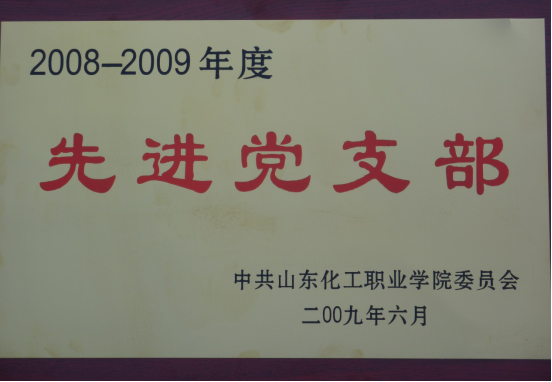 2008–2009年度
先进党支部
中共山东化工职业学院委员会
二00九年六月